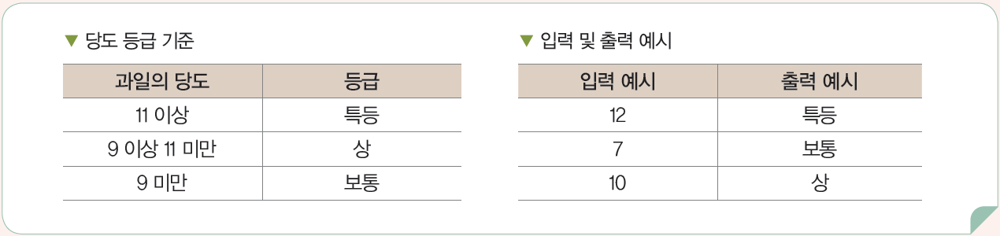 ▼ 당도 등급 기준
과일의 당도 등급
11 이상 특등
9 이상 11 미만 상
9 미만 보통
▼ 입력 및 출력 예시
입력 예시 출력 예시
12 특등
7 보통
10 상